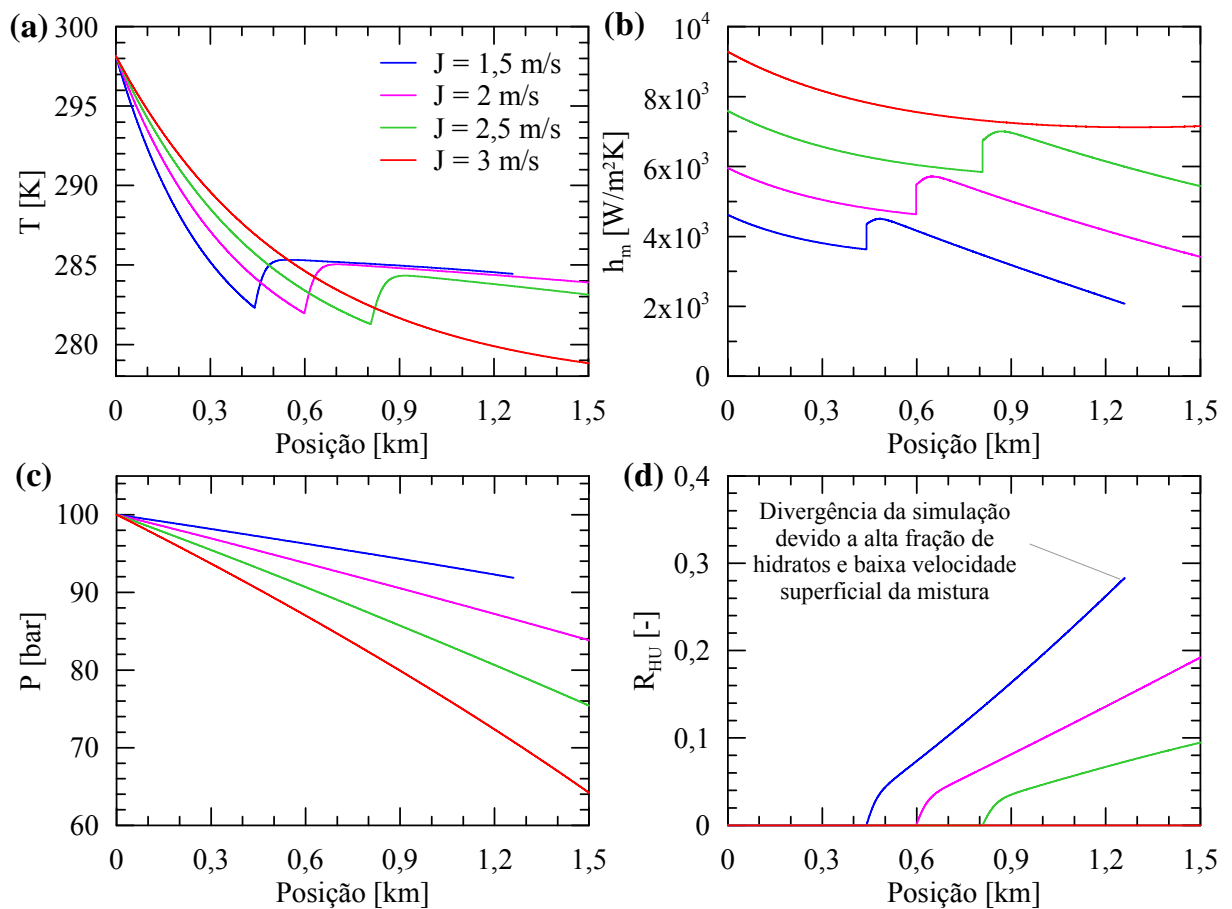 (a)
300
295
290
285
280
T [K]
J = 1,5 m/s
J = 2 m/s
J = 2,5 m/s
J = 3 m/s
0 0,3 0,6 0,9 1,2 1,5
Posição [km]
(b)
10⁴
8x10³
6x10³
4x10³
2x10³
0
hₘ [W/m²K]
0 0,3 0,6 0,9 1,2 1,5
Posição [km]
(c)
100
90
80
70
60
P [bar]
0 0,3 0,6 0,9 1,2 1,5
Posição [km]
(d)
0,4
0,3
0,2
0,1
0
R_HU [-]
Divergência da simulação
devido a alta fração de
hidratos e baixa velocidade
superficial da mistura
0 0,3 0,6 0,9 1,2 1,5
Posição [km]